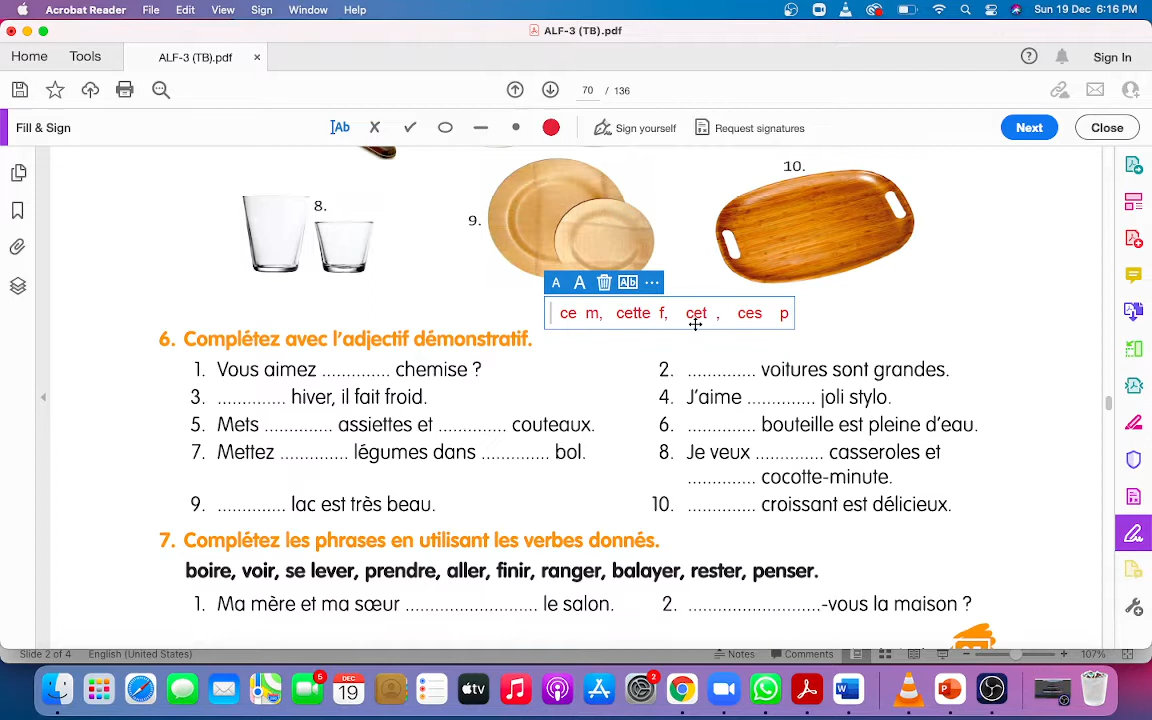 Acrobat Reader File Edit View Sign Window Help Sun 19 Dec 6:16 PM
ALF-3 (TB).pdf
Home Tools ALF-3 (TB).pdf × Sign In
70 / 136
Fill & Sign Ab Sign yourself Request signatures Next Close
10.
8.
9.
A A Ab ...
ce m, cette f, cet , ces p
6. Complétez avec l'adjectif démonstratif.
1. Vous aimez .............. chemise ?
2. .............. voitures sont grandes.
3. .............. hiver, il fait froid.
4. J'aime .............. joli stylo.
5. Mets .............. assiettes et .............. couteaux.
6. .............. bouteille est pleine d'eau.
7. Mettez .............. légumes dans .............. bol.
8. Je veux .............. casseroles et
.............. cocotte-minute.
9. .............. lac est très beau.
10. .............. croissant est délicieux.
7. Complétez les phrases en utilisant les verbes donnés.
boire, voir, se lever, prendre, aller, finir, ranger, balayer, rester, penser.
1. Ma mère et ma sœur ........................... le salon.
2. ...........................-vous la maison ?
Slide 2 of 4 English (United States) Notes Comments 107%
5 DEC 19 tv 2 W P